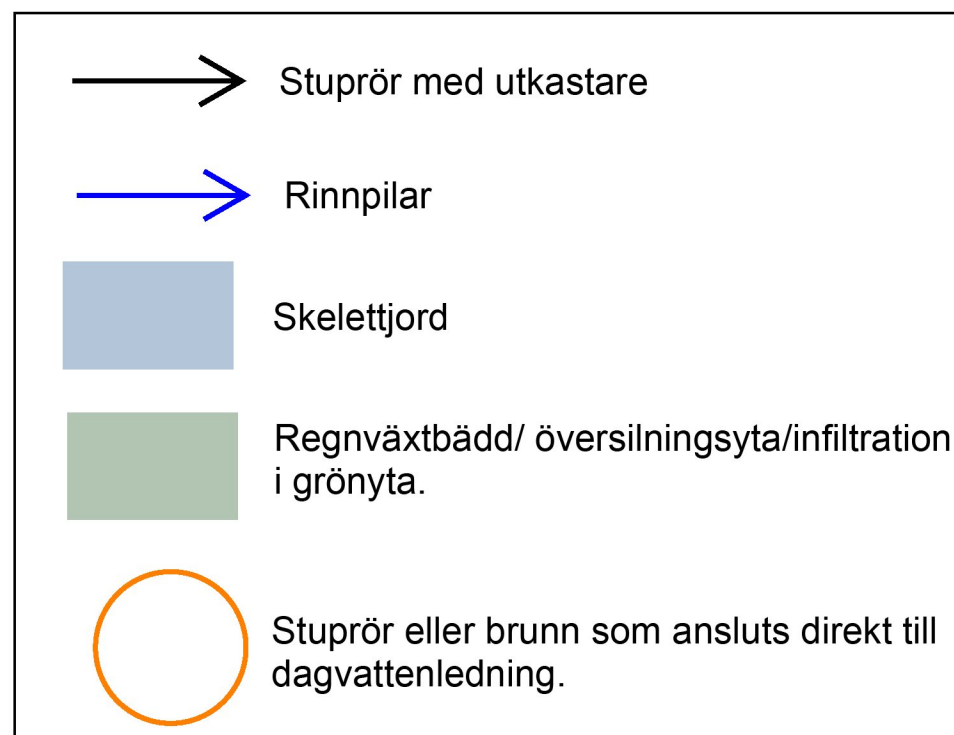 Stuprör med utkastare
Rinnpilar
Skelettjord
Regnväxtbädd/ översilningsyta/infiltration
i grönyta.
Stuprör eller brunn som ansluts direkt till
dagvattenledning.